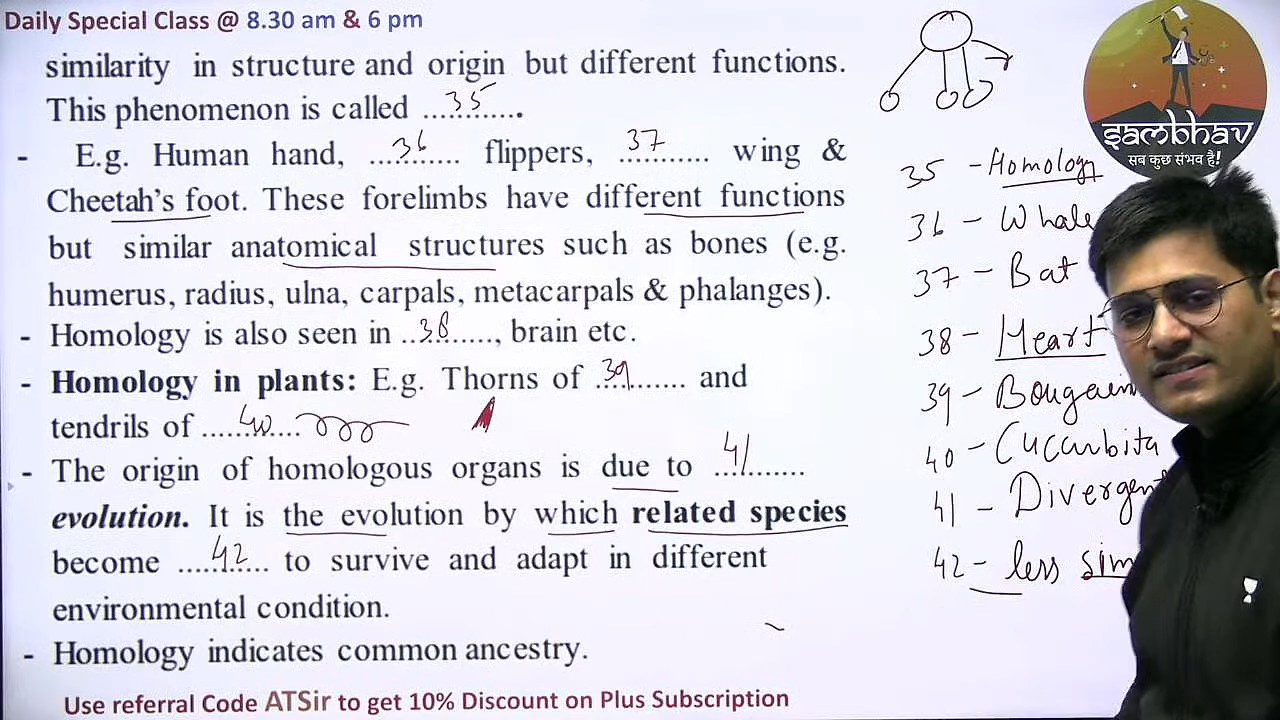 Daily Special Class @ 8.30 am & 6 pm
similarity in structure and origin but different functions.
This phenomenon is called ....35.......
- E.g. Human hand, ...36...... flippers, ...37........ wing &
Cheetah's foot. These forelimbs have different functions
but similar anatomical structures such as bones (e.g.
humerus, radius, ulna, carpals, metacarpals & phalanges).
- Homology is also seen in ...38......, brain etc.
- Homology in plants: E.g. Thorns of ...39....... and
tendrils of ......40....
- The origin of homologous organs is due to ...41.......
evolution. It is the evolution by which related species
become ....42.... to survive and adapt in different
environmental condition.
- Homology indicates common ancestry.
Use referral Code ATSir to get 10% Discount on Plus Subscription
sambhav
सब कुछ संभव है!
35 - Homology
36 - Whale
37 - Bat
38 - Heart
39 - Bougain
40 - Cucurbita
41 - Divergent
42 - less sim